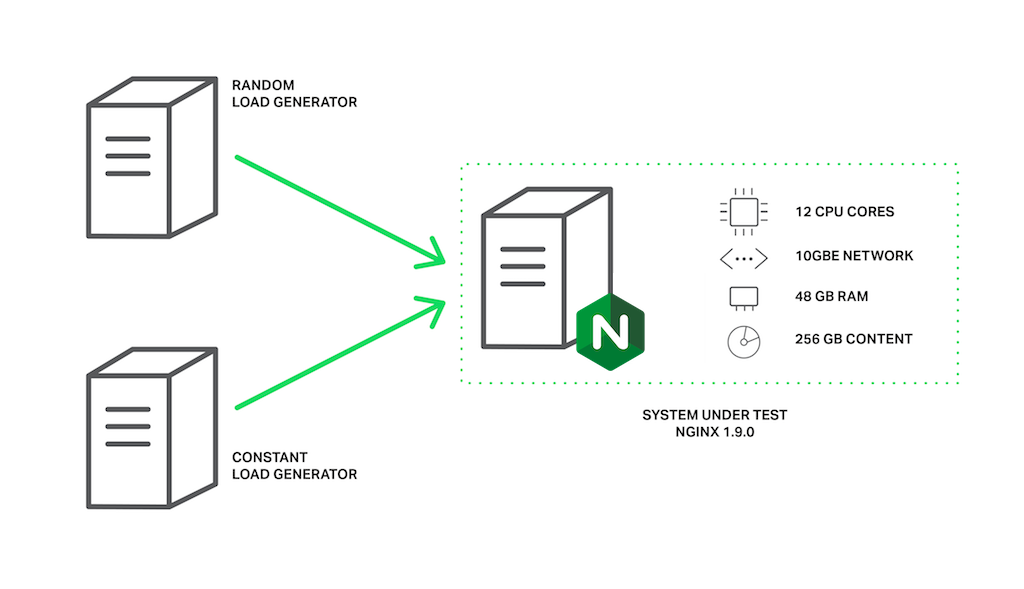 RANDOM
LOAD GENERATOR
12 CPU CORES
10GBE NETWORK
48 GB RAM
256 GB CONTENT
N
SYSTEM UNDER TEST
NGINX 1.9.0
CONSTANT
LOAD GENERATOR